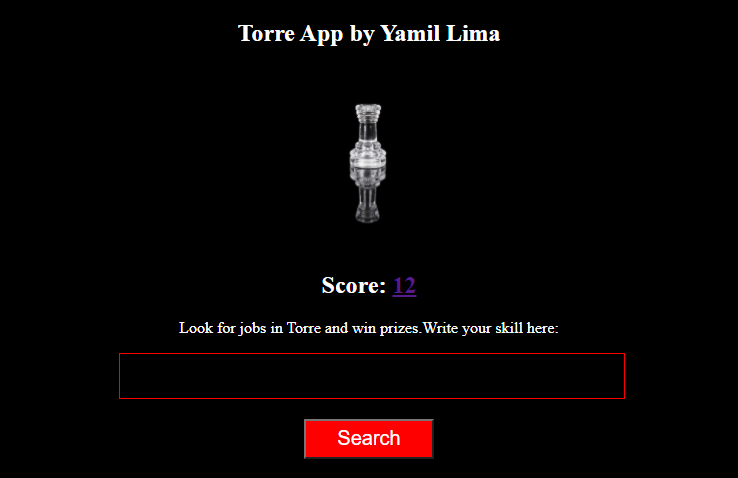 Torre App by Yamil Lima
Score: 12
Look for jobs in Torre and win prizes.Write your skill here:
Search